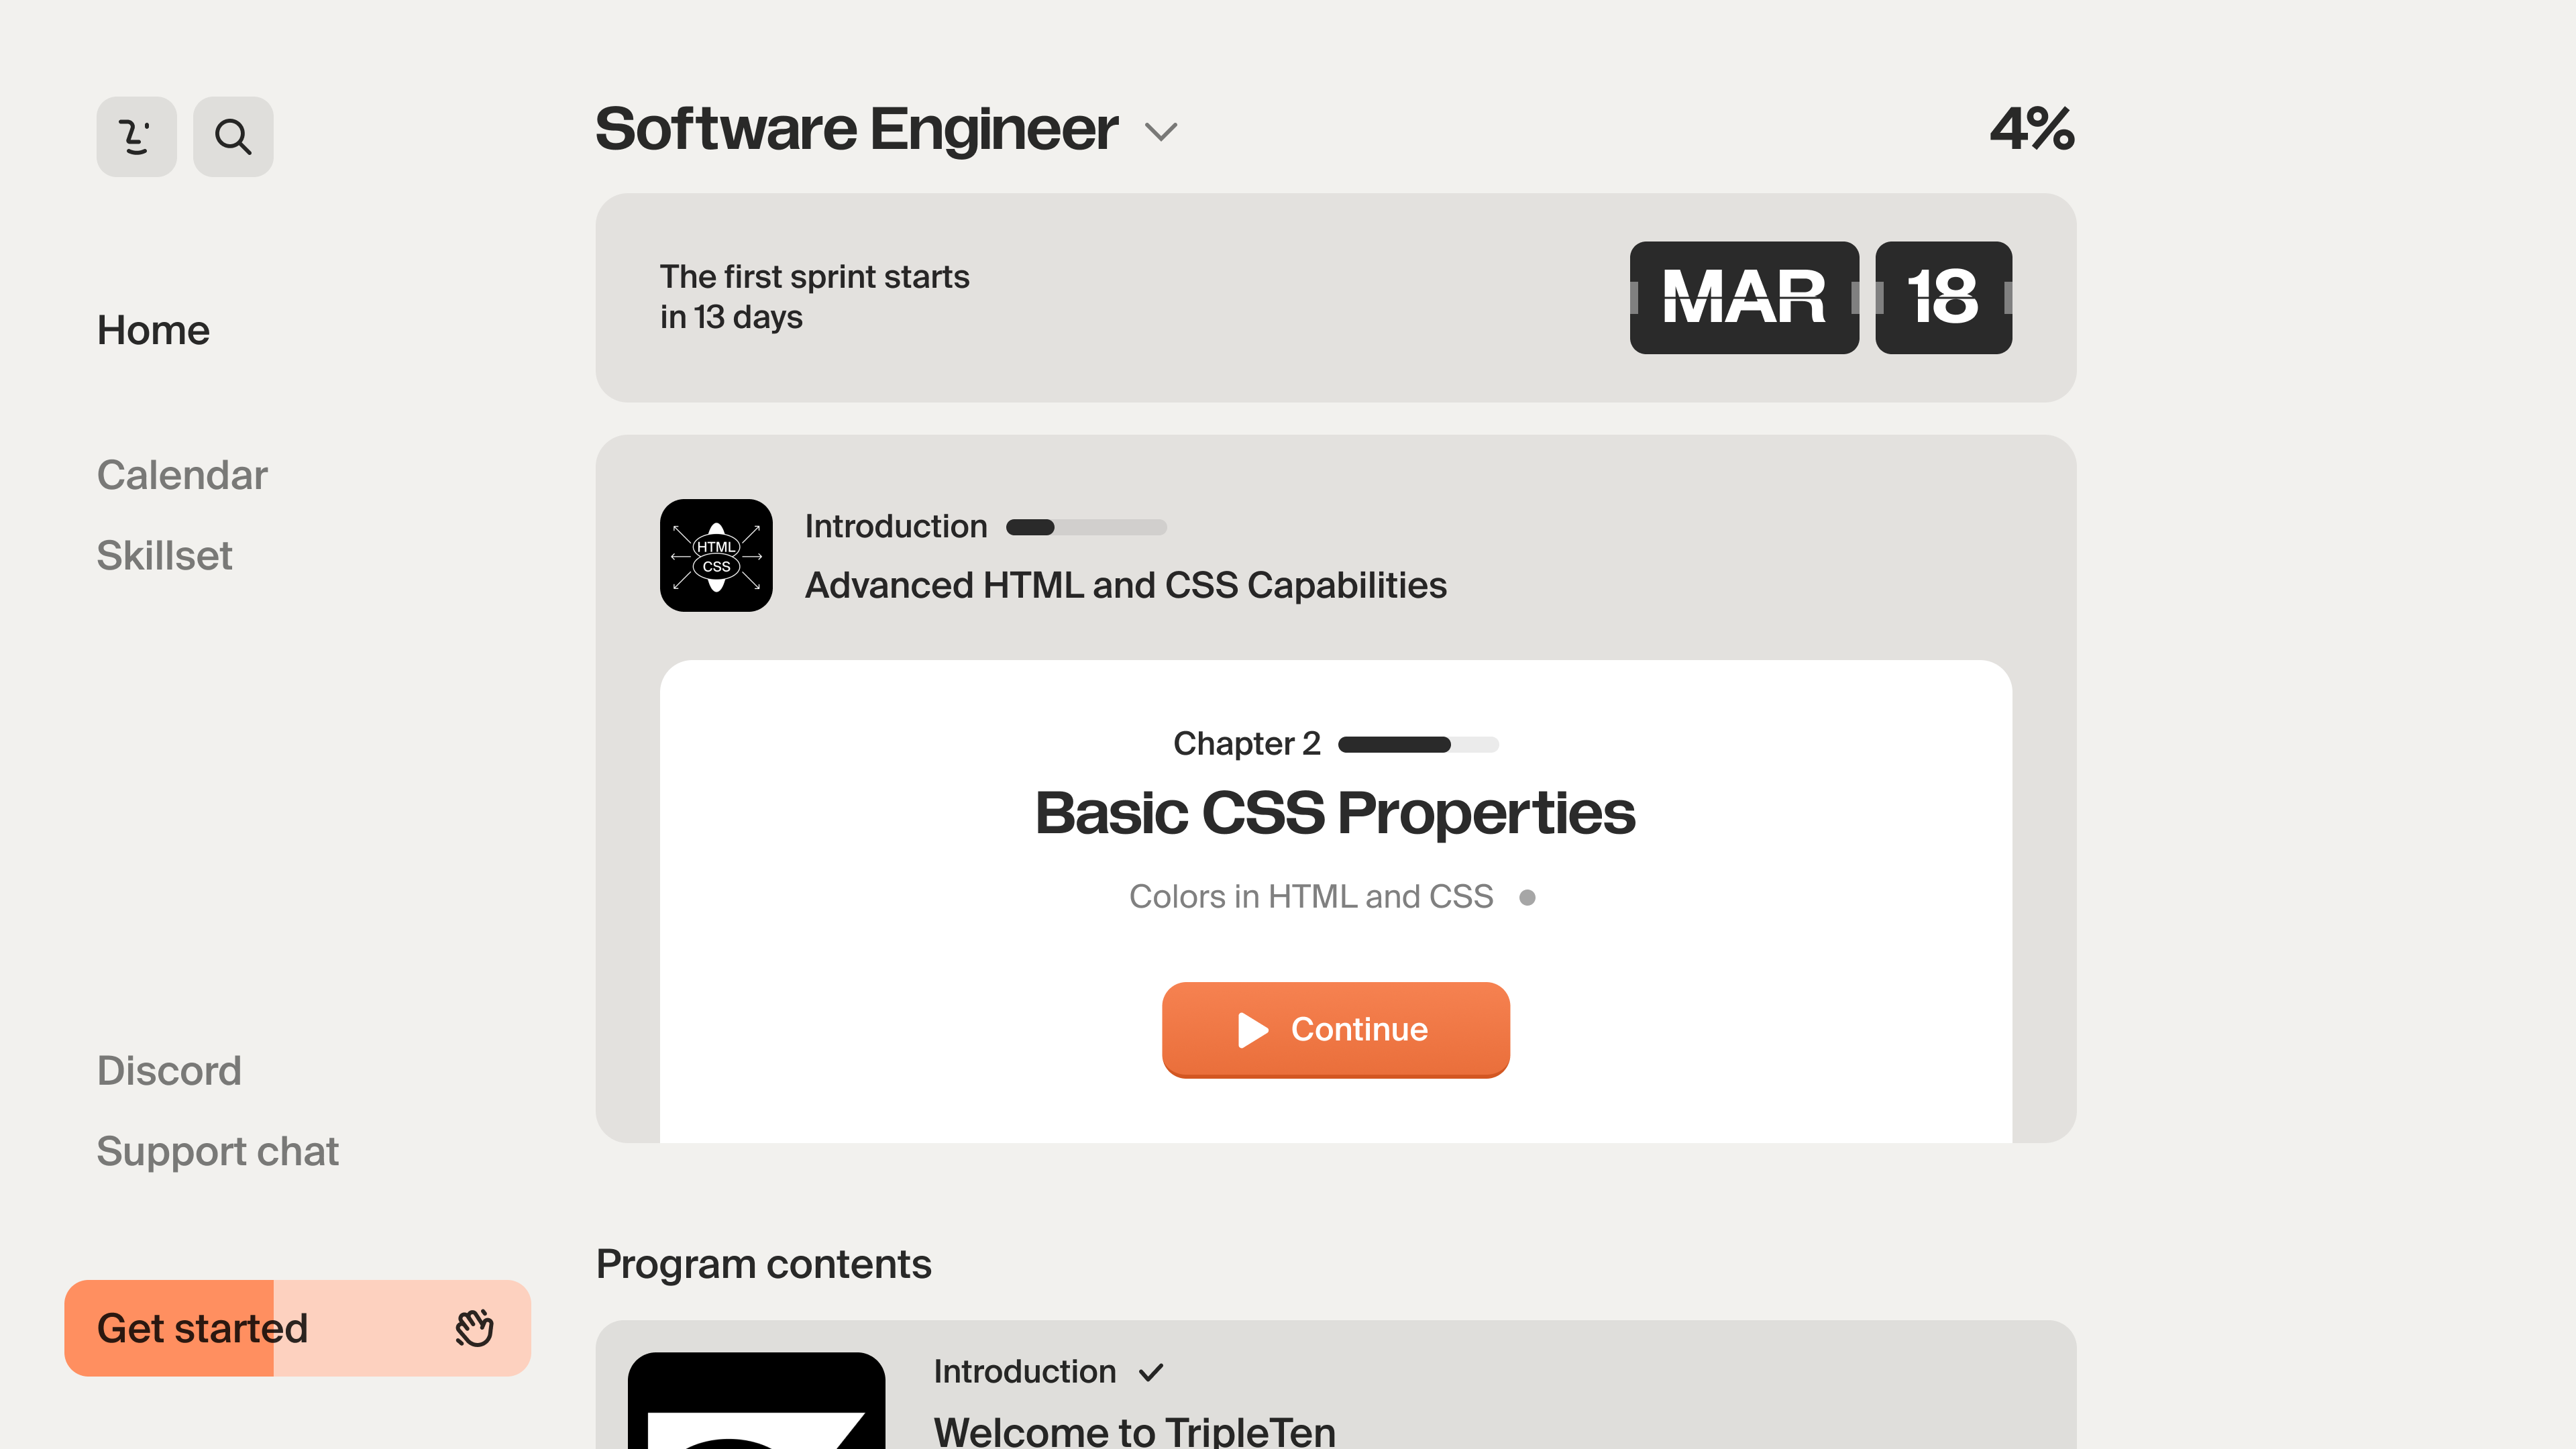 Software Engineer
4%
The first sprint starts
in 13 days
MAR 18
Home
Calendar
Skillset
HTML
CSS
Introduction
Advanced HTML and CSS Capabilities
Chapter 2
Basic CSS Properties
Colors in HTML and CSS
Continue
Discord
Support chat
Get started
Program contents
Introduction
Welcome to TripleTen